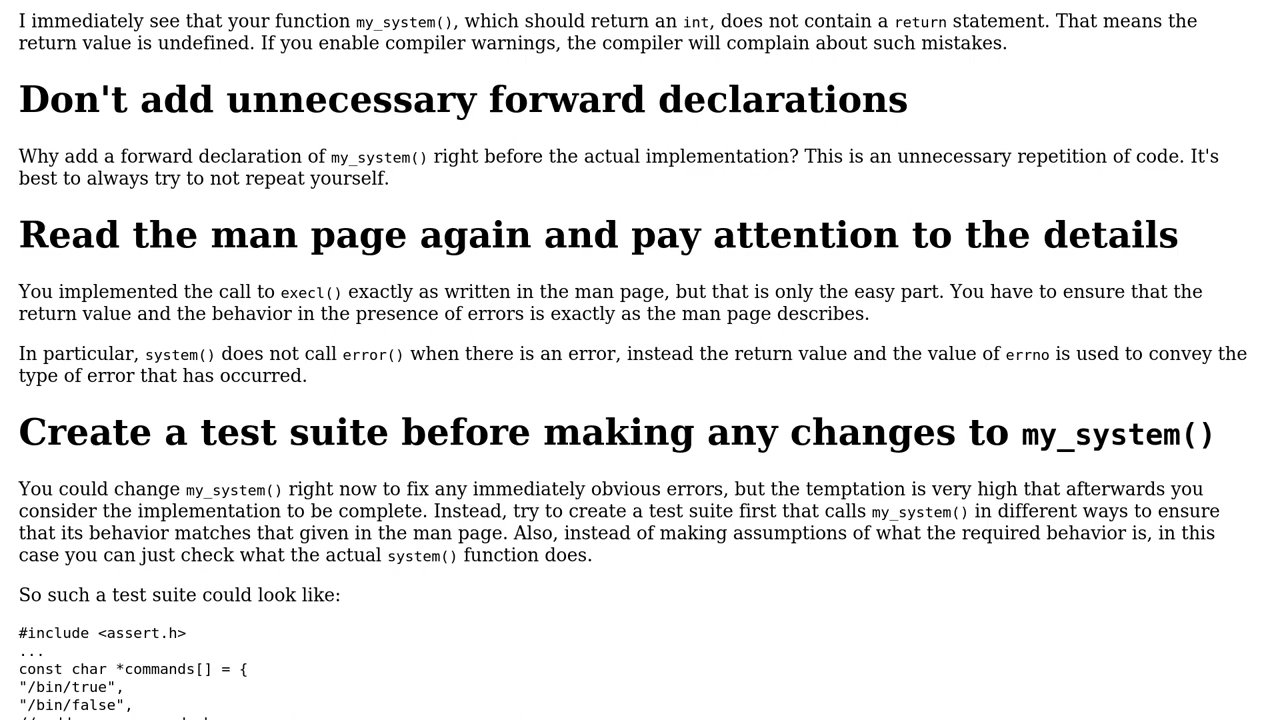 I immediately see that your function my_system(), which should return an int, does not contain a return statement. That means the
return value is undefined. If you enable compiler warnings, the compiler will complain about such mistakes.
Don't add unnecessary forward declarations
Why add a forward declaration of my_system() right before the actual implementation? This is an unnecessary repetition of code. It's
best to always try to not repeat yourself.
Read the man page again and pay attention to the details
You implemented the call to execl() exactly as written in the man page, but that is only the easy part. You have to ensure that the
return value and the behavior in the presence of errors is exactly as the man page describes.
In particular, system() does not call error() when there is an error, instead the return value and the value of errno is used to convey the
type of error that has occurred.
Create a test suite before making any changes to my_system()
You could change my_system() right now to fix any immediately obvious errors, but the temptation is very high that afterwards you
consider the implementation to be complete. Instead, try to create a test suite first that calls my_system() in different ways to ensure
that its behavior matches that given in the man page. Also, instead of making assumptions of what the required behavior is, in this
case you can just check what the actual system() function does.
So such a test suite could look like:
#include <assert.h>
...
const char *commands[] = {
"/bin/true",
"/bin/false",